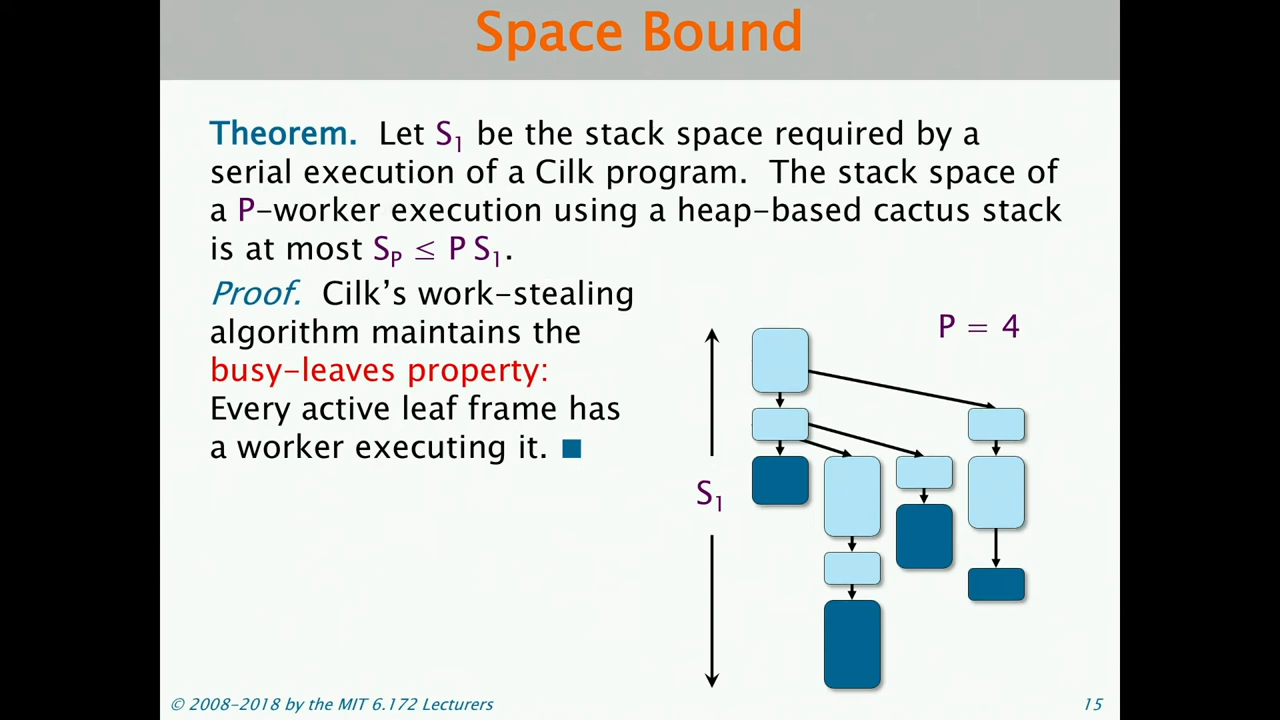 Space Bound
Theorem. Let S₁ be the stack space required by a
serial execution of a Cilk program. The stack space of
a P-worker execution using a heap-based cactus stack
is at most Sₚ ≤ P S₁.
Proof. Cilk’s work-stealing
algorithm maintains the
busy-leaves property:
Every active leaf frame has
a worker executing it. ■
P = 4
S₁
© 2008-2018 by the MIT 6.172 Lecturers
15